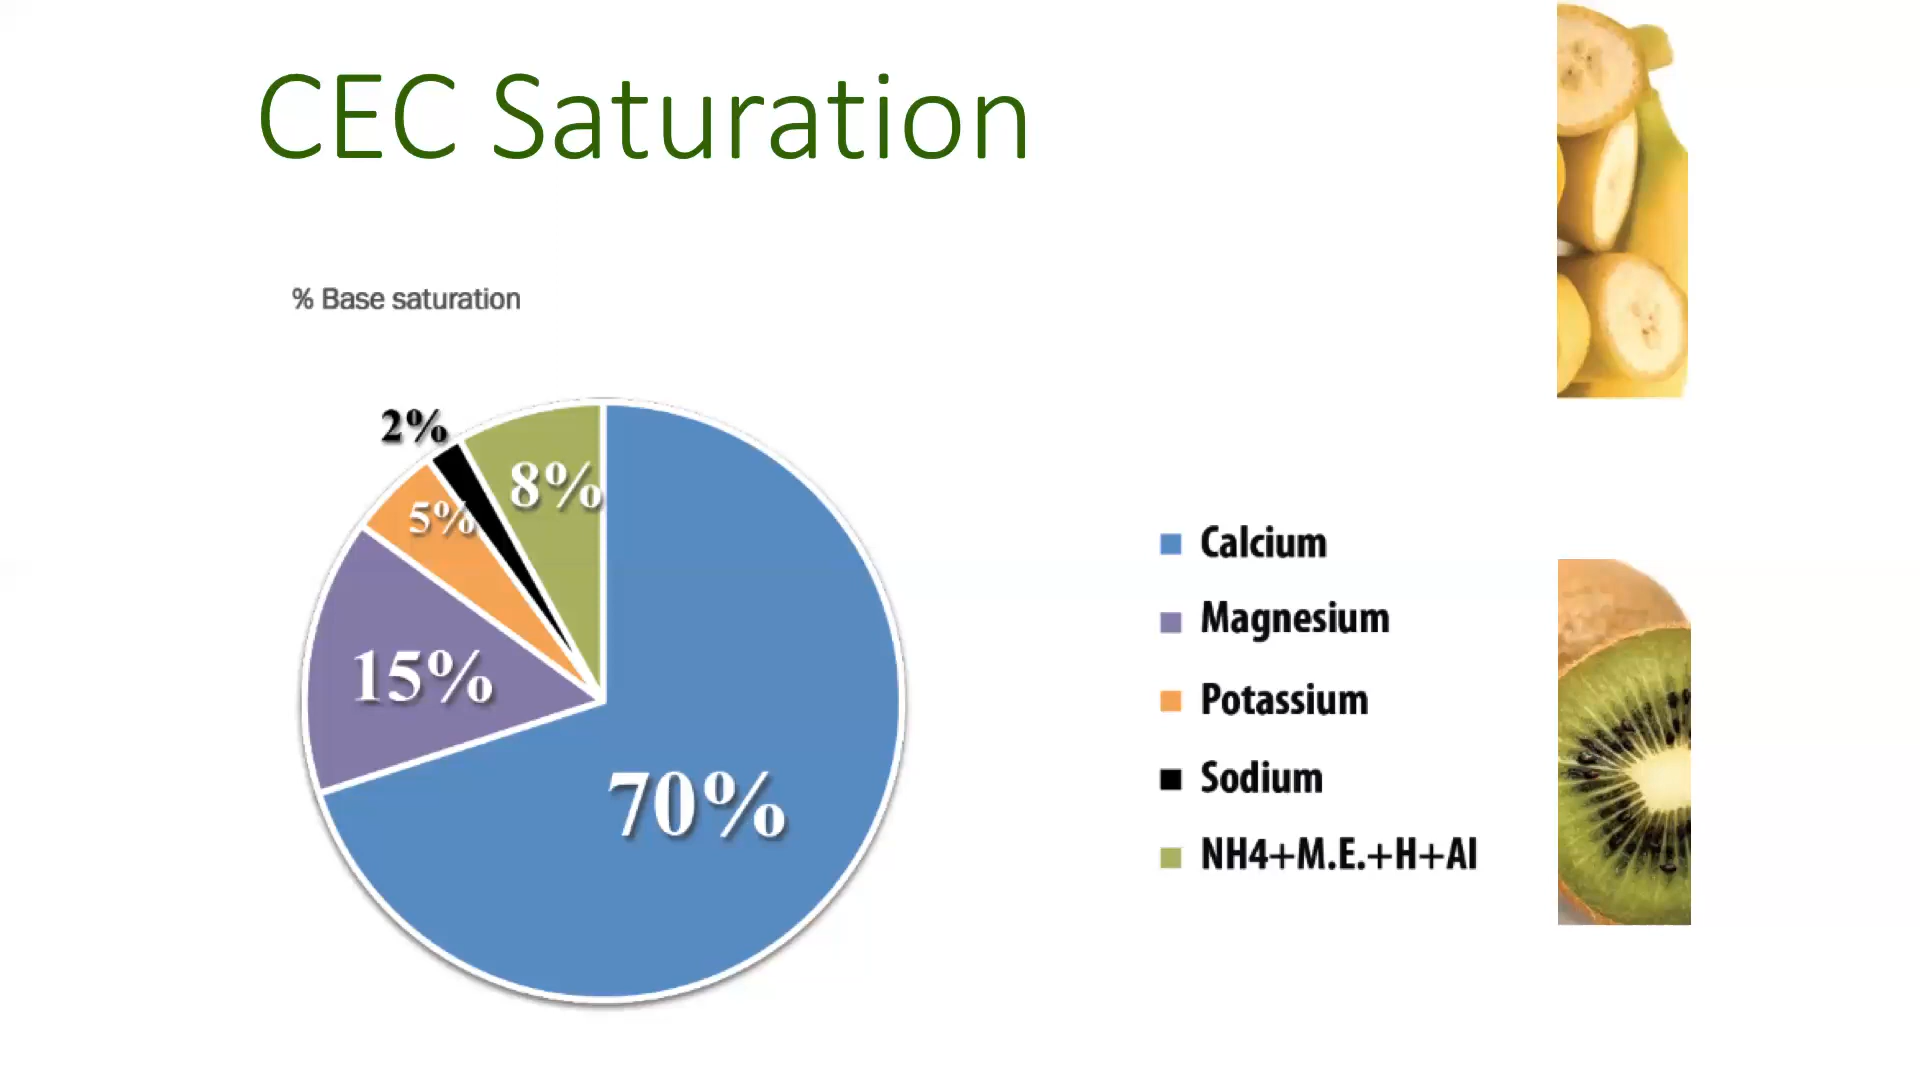 CEC Saturation
% Base saturation
2%
8%
5%
15%
70%
Calcium
Magnesium
Potassium
Sodium
NH4+M.E.+H+Al